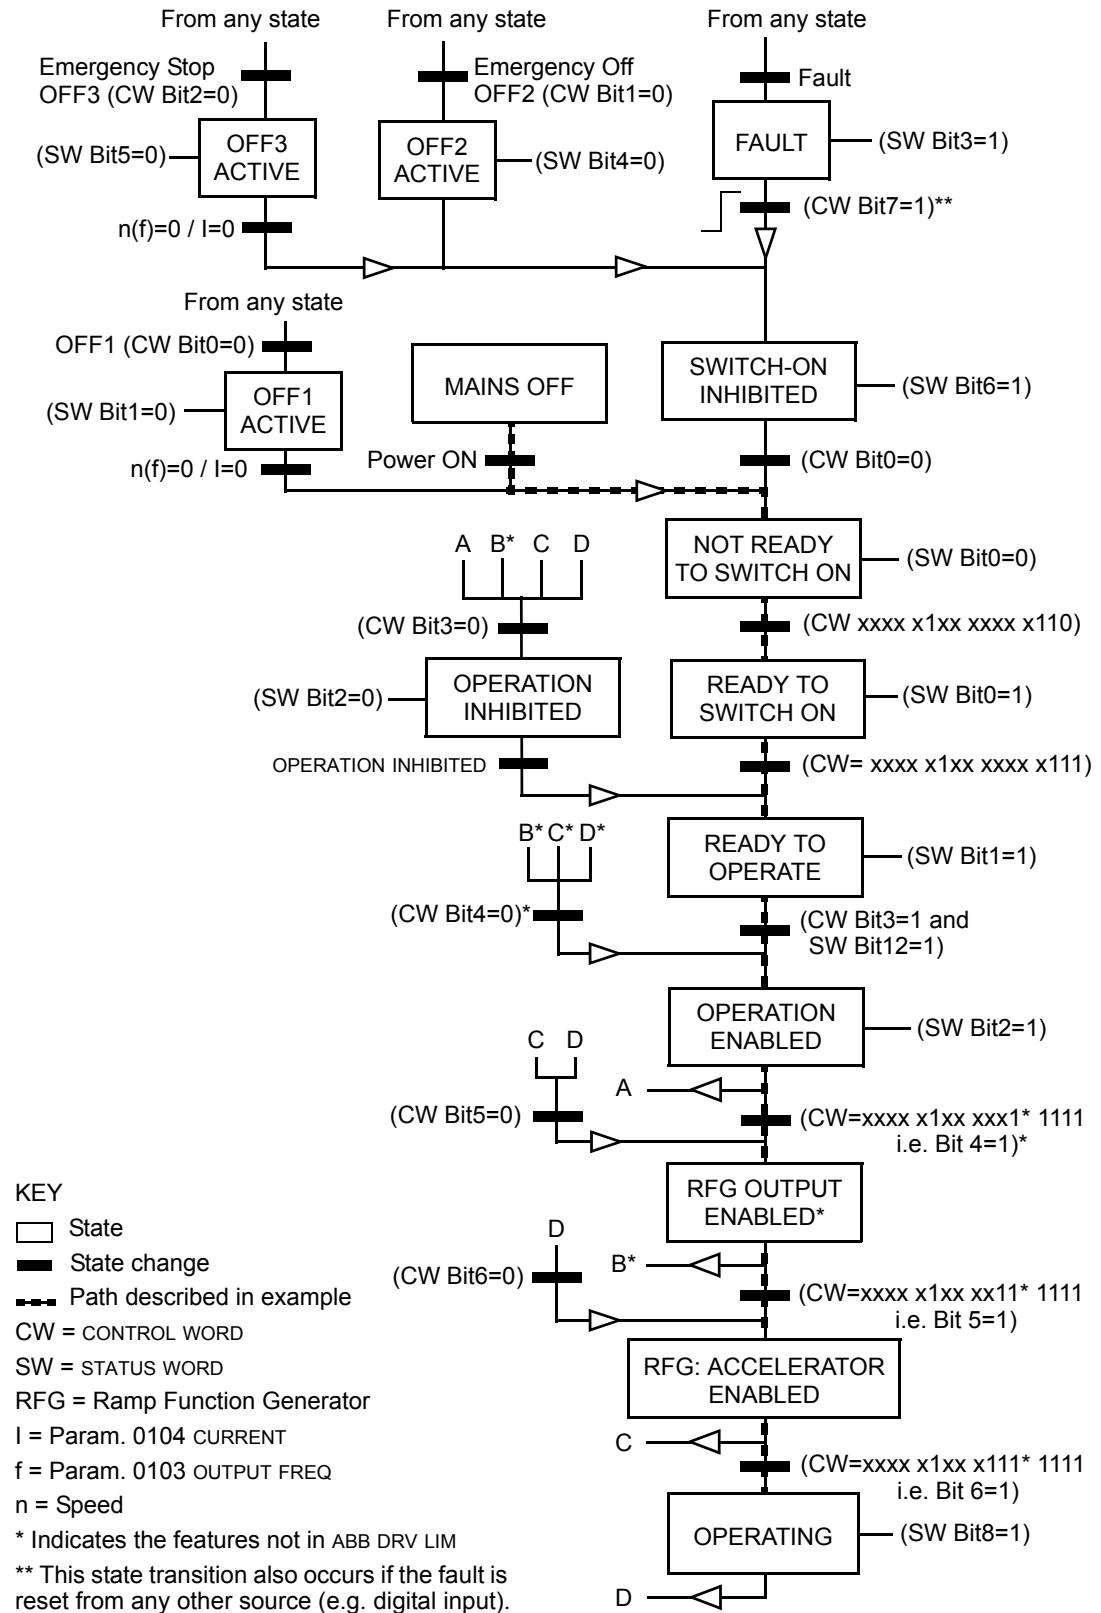 From any state
From any state
From any state
Emergency Stop
OFF3 (CW Bit2=0)
Emergency Off
OFF2 (CW Bit1=0)
Fault
(SW Bit5=0)
OFF3
ACTIVE
OFF2
ACTIVE
(SW Bit4=0)
FAULT
(SW Bit3=1)
n(f)=0 / I=0
(CW Bit7=1)**
From any state
OFF1 (CW Bit0=0)
(SW Bit1=0)
OFF1
ACTIVE
MAINS OFF
SWITCH-ON
INHIBITED
(SW Bit6=1)
n(f)=0 / I=0
Power ON
(CW Bit0=0)
A B* C D
NOT READY
TO SWITCH ON
(SW Bit0=0)
(CW Bit3=0)
(CW xxxx x1xx xxxx x110)
(SW Bit2=0)
OPERATION
INHIBITED
READY TO
SWITCH ON
(SW Bit0=1)
OPERATION INHIBITED
(CW= xxxx x1xx xxxx x111)
B* C* D*
READY TO
OPERATE
(SW Bit1=1)
(CW Bit4=0)*
(CW Bit3=1 and
SW Bit12=1)
OPERATION
ENABLED
(SW Bit2=1)
C D
A
(CW Bit5=0)
(CW=xxxx x1xx xxx1* 1111
i.e. Bit 4=1)*
RFG OUTPUT
ENABLED*
D
B*
(CW Bit6=0)
(CW=xxxx x1xx xx11* 1111
i.e. Bit 5=1)
RFG: ACCELERATOR
ENABLED
C
(CW=xxxx x1xx x111* 1111
i.e. Bit 6=1)
OPERATING
(SW Bit8=1)
D
KEY
State
State change
Path described in example
CW = CONTROL WORD
SW = STATUS WORD
RFG = Ramp Function Generator
I = Param. 0104 CURRENT
f = Param. 0103 OUTPUT FREQ
n = Speed
* Indicates the features not in ABB DRV LIM
** This state transition also occurs if the fault is
reset from any other source (e.g. digital input).